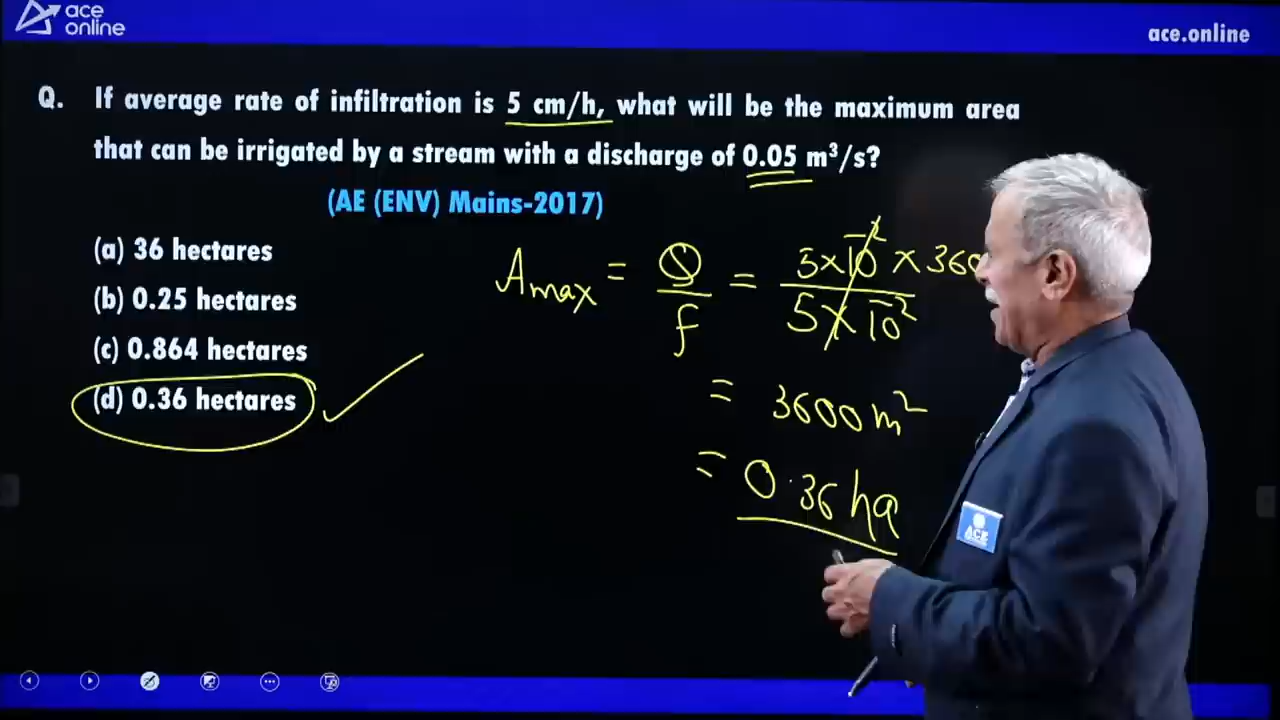 ace
online
ace.online
Q. If average rate of infiltration is 5 cm/h, what will be the maximum area
that can be irrigated by a stream with a discharge of 0.05 m³/s?
(AE (ENV) Mains-2017)
(a) 36 hectares
(b) 0.25 hectares
(c) 0.864 hectares
(d) 0.36 hectares
Amax = Q/f = 5×10⁻² × 360 / 5×10⁻²
= 3600 m²
= 0.36 ha
ACE